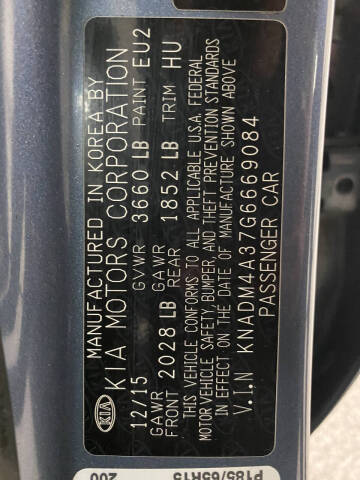 MANUFACTURED IN KOREA BY
KIA KIA MOTORS CORPORATION
12/15 GVWR 3660 LB PAINT EU2
GAWR FRONT 2028 LB GAWR REAR 1852 LB TRIM HU
THIS VEHICLE CONFORMS TO ALL APPLICABLE U.S.A. FEDERAL
MOTOR VEHICLE SAFETY, BUMPER, AND THEFT PREVENTION STANDARDS
IN EFFECT ON THE DATE OF MANUFACTURE SHOWN ABOVE
V.I.N KNADM4A37G6669084
PASSENGER CAR
P185/65R15
200